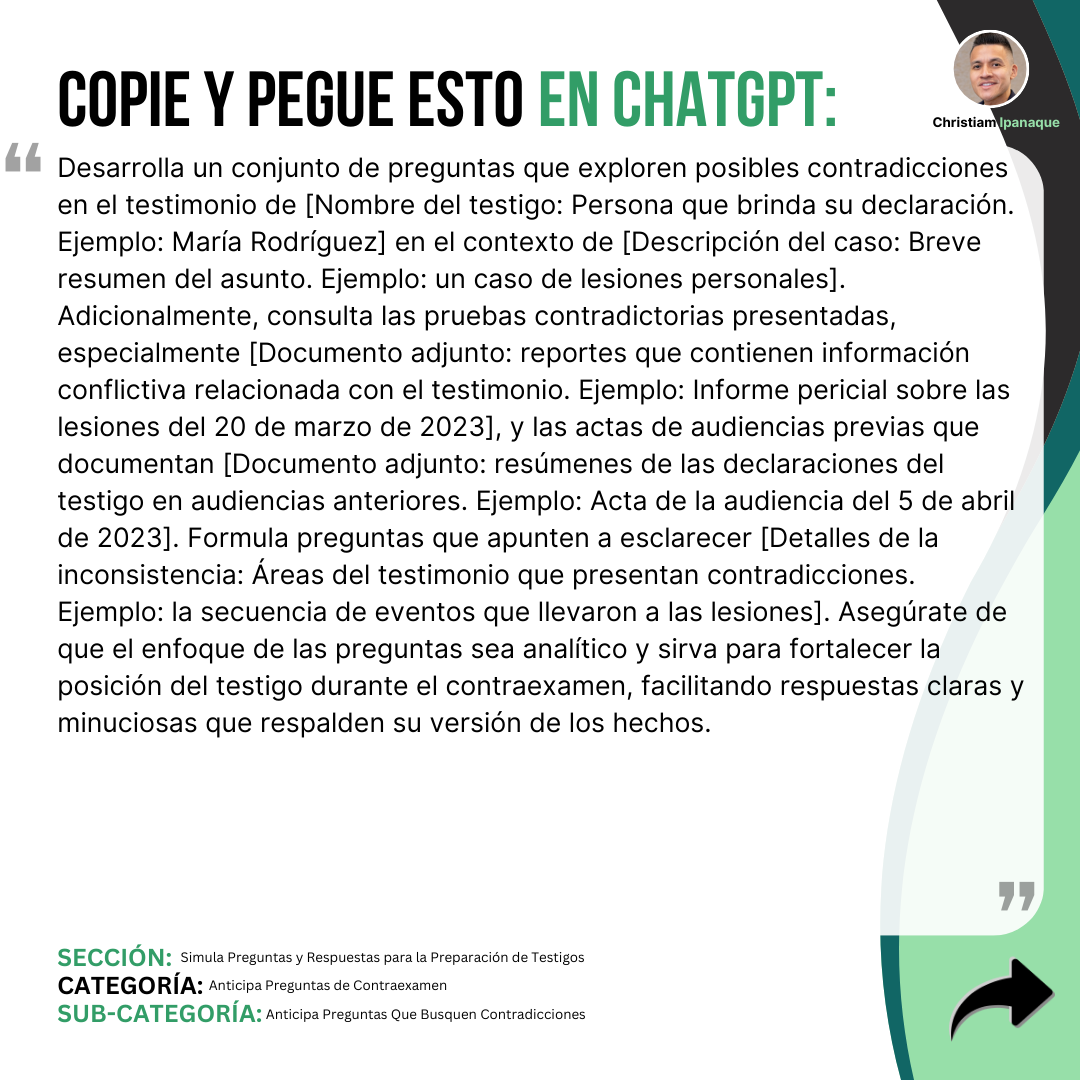 COPIE Y PEGUE ESTO EN CHATGPT:
Christiam Ipanaque
“
Desarrolla un conjunto de preguntas que exploren posibles contradicciones
en el testimonio de [Nombre del testigo: Persona que brinda su declaración.
Ejemplo: María Rodríguez] en el contexto de [Descripción del caso: Breve
resumen del asunto. Ejemplo: un caso de lesiones personales].
Adicionalmente, consulta las pruebas contradictorias presentadas,
especialmente [Documento adjunto: reportes que contienen información
conflictiva relacionada con el testimonio. Ejemplo: Informe pericial sobre las
lesiones del 20 de marzo de 2023], y las actas de audiencias previas que
documentan [Documento adjunto: resúmenes de las declaraciones del
testigo en audiencias anteriores. Ejemplo: Acta de la audiencia del 5 de abril
de 2023]. Formula preguntas que apunten a esclarecer [Detalles de la
inconsistencia: Áreas del testimonio que presentan contradicciones.
Ejemplo: la secuencia de eventos que llevaron a las lesiones]. Asegúrate de
que el enfoque de las preguntas sea analítico y sirva para fortalecer la
posición del testigo durante el contraexamen, facilitando respuestas claras y
minuciosas que respalden su versión de los hechos.
”
SECCIÓN: Simula Preguntas y Respuestas para la Preparación de Testigos
CATEGORÍA: Anticipa Preguntas de Contraexamen
SUB-CATEGORÍA: Anticipa Preguntas Que Busquen Contradicciones